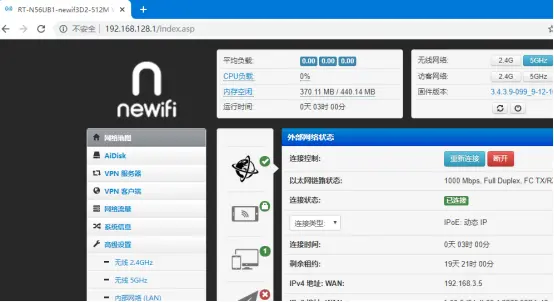 RT-N56UB1-newif3D2-512M
不安全 | 192.168.128.1/index.asp
newifi
平均负载: 0.00 0.00 0.00
CPU负载: 0%
内存空闲: 370.11 MB / 440.14 MB
运行时间: 0天 03时 00分
无线网络: 2.4G 5GHz
访客网络: 2.4G 5GHz
固件版本: 3.4.3.9-099_9-12-1
网络地图
AiDisk
VPN 服务器
VPN 客户端
网络流量
系统信息
高级设置
无线 2.4GHz
无线 5GHz
内部网络 (LAN)
1
外部网络状态
连接控制: 重新连接 断开
以太网链路状态: 1000 Mbps, Full Duplex, FC TX/R
连接状态: 已连接
连接类型 IPoE: 动态 IP
连接时间: 0天 03时 00分
剩余租约: 19天 21时 00分
IPv4 地址: WAN: 192.168.3.5